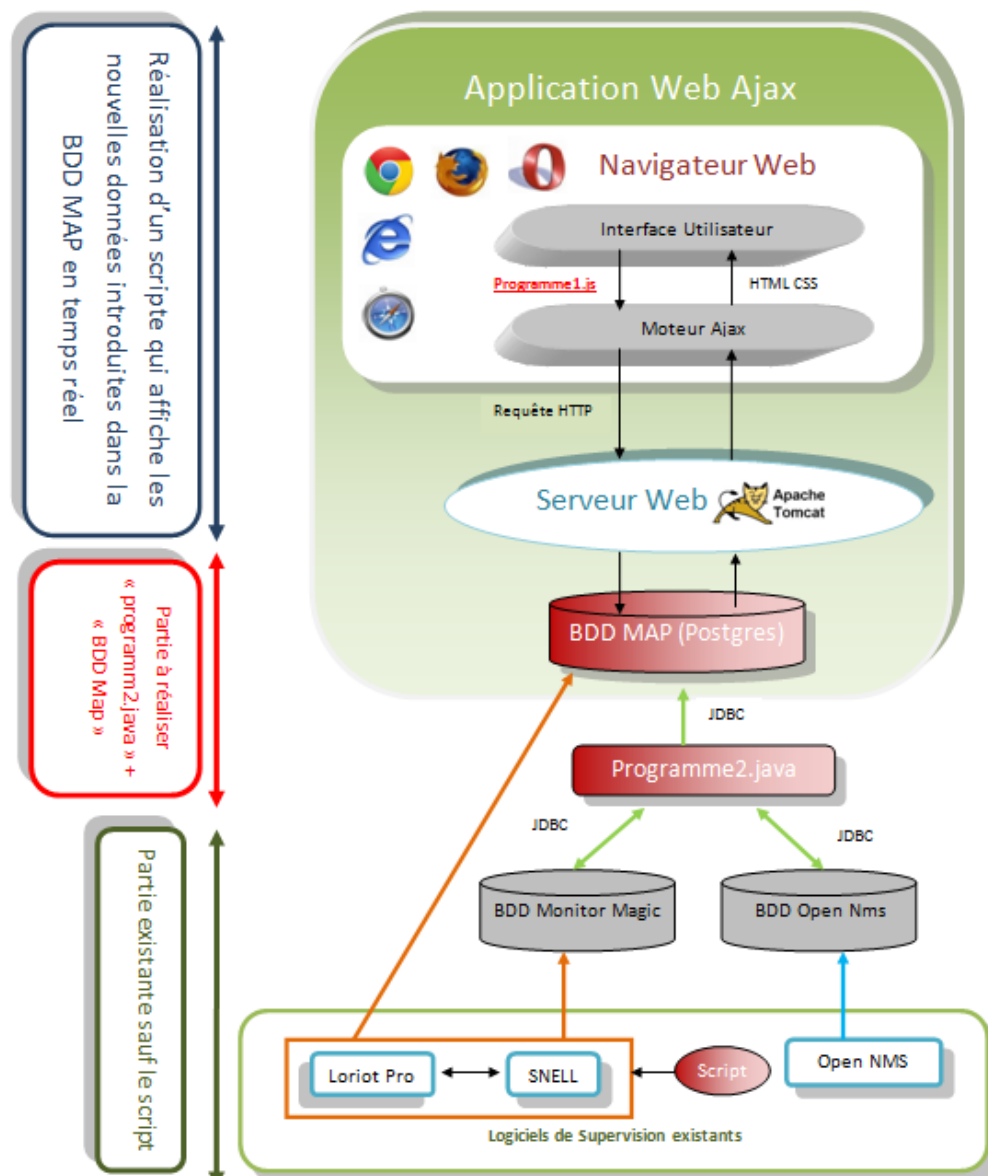 Réalisation d'un scripte qui affiche les
nouvelles données introduites dans la
BDD MAP en temps réel
Partie à réaliser
« programm2.java » +
« BDD Map »
Partie existante sauf le script
Application Web Ajax
Navigateur Web
Interface Utilisateur
Programme1.js
HTML CSS
Moteur Ajax
Requête HTTP
Serveur Web
Apache
Tomcat
BDD MAP (Postgres)
JDBC
Programme2.java
JDBC
JDBC
BDD Monitor Magic
BDD Open Nms
Loriot Pro
SNELL
Script
Open NMS
Logiciels de Supervision existants